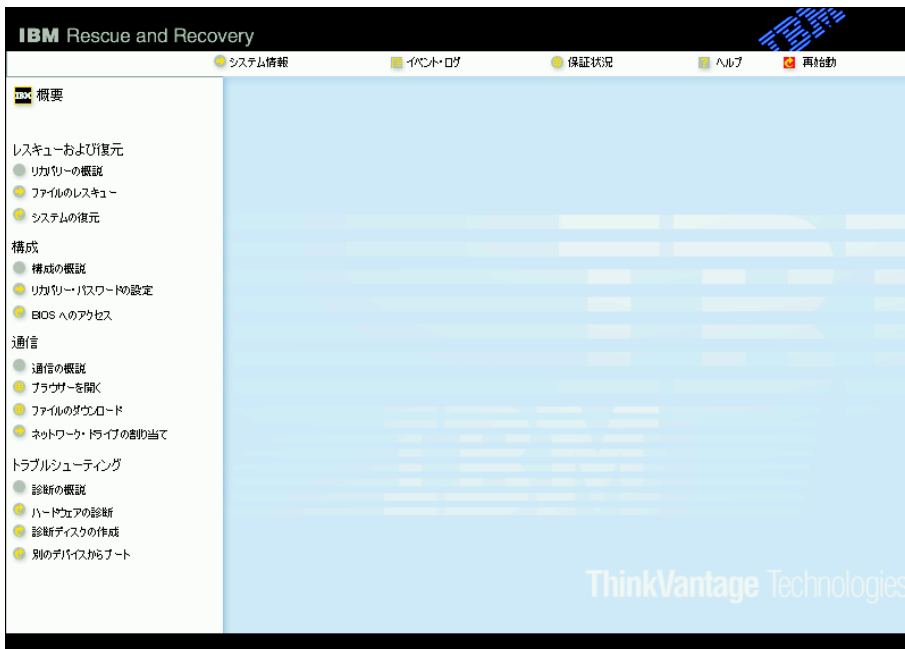 IBM Rescue and Recovery
IBM
システム情報
イベント・ログ
保証状況
ヘルプ
再始動
概要
レスキューおよび復元
リカバリーの概説
ファイルのレスキュー
システムの復元
構成
構成の概説
リカバリー・パスワードの設定
BIOS へのアクセス
通信
通信の概説
ブラウザーを開く
ファイルのダウンロード
ネットワーク・ドライブの割り当て
トラブルシューティング
診断の概説
ハードウェアの診断
診断ディスクの作成
別のデバイスからブート
IBM
ThinkVantage Technologies